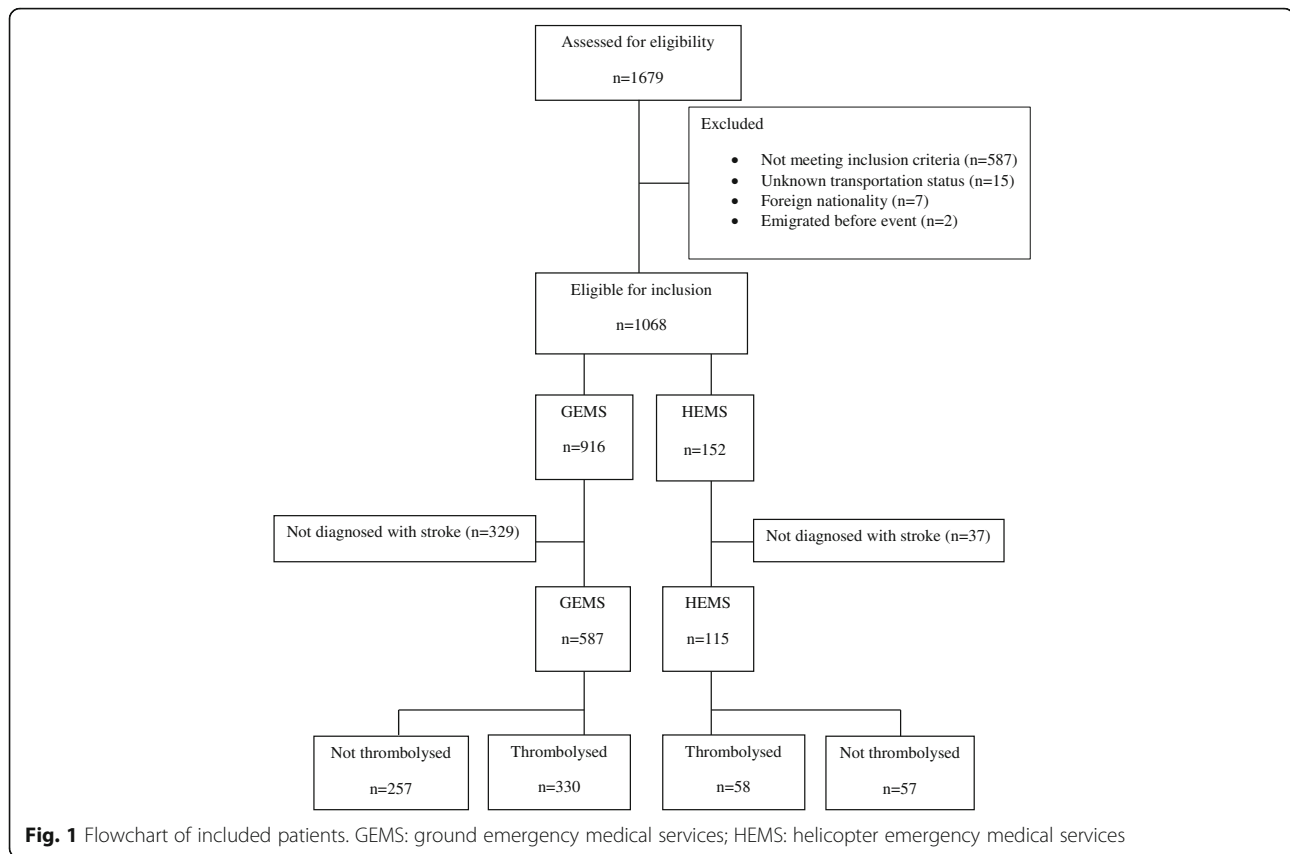 Assessed for eligibility
n=1679
Excluded
• Not meeting inclusion criteria (n=587)
• Unknown transportation status (n=15)
• Foreign nationality (n=7)
• Emigrated before event (n=2)
Eligible for inclusion
n=1068
GEMS
n=916
HEMS
n=152
Not diagnosed with stroke (n=329)
Not diagnosed with stroke (n=37)
GEMS
n=587
HEMS
n=115
Not thrombolysed
n=257
Thrombolysed
n=330
Thrombolysed
n=58
Not thrombolysed
n=57
Fig. 1 Flowchart of included patients. GEMS: ground emergency medical services; HEMS: helicopter emergency medical services